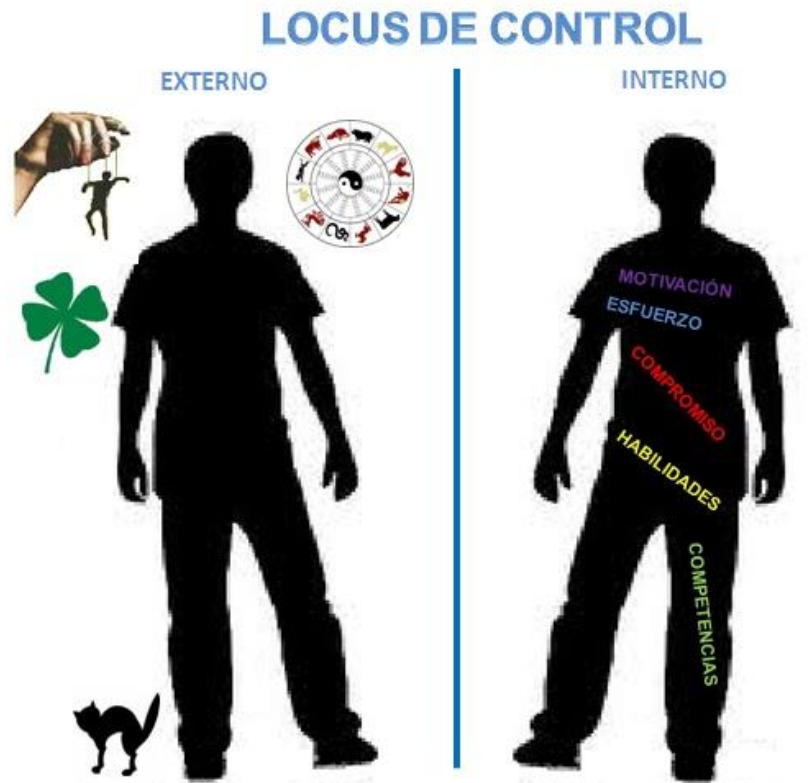 LOCUS DE CONTROL
EXTERNO
INTERNO
MOTIVACIÓN
ESFUERZO
COMPROMISO
HABILIDADES
COMPETENCIAS